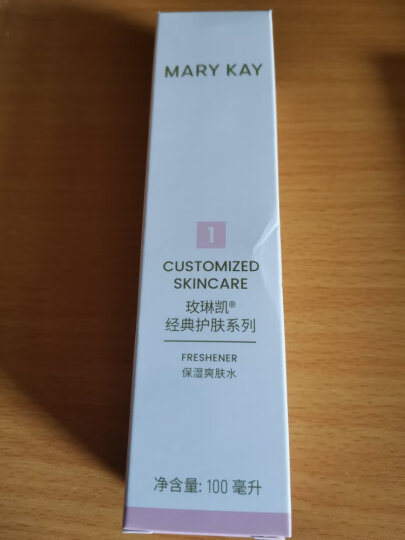 MARY KAY
1
CUSTOMIZED
SKINCARE
玫琳凯®
经典护肤系列
FRESHENER
保湿爽肤水
净含量: 100 毫升